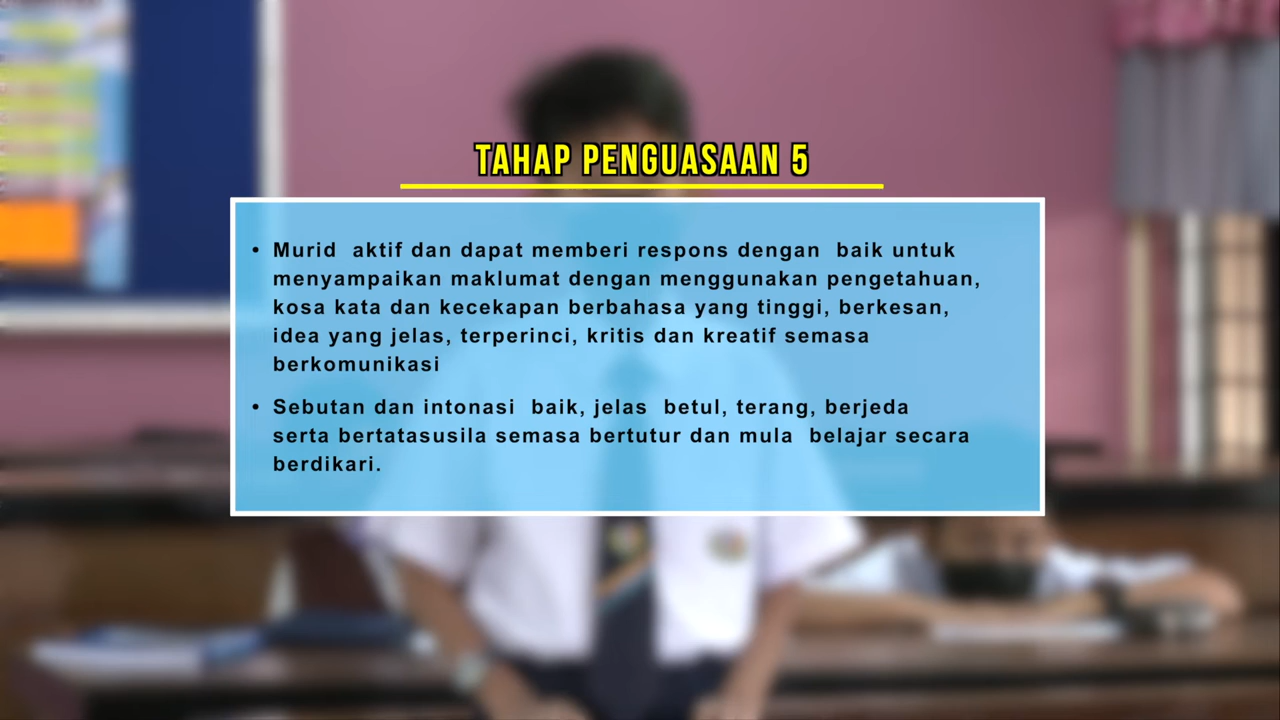 TAHAP PENGUASAAN 5
• Murid aktif dan dapat memberi respons dengan baik untuk
menyampaikan maklumat dengan menggunakan pengetahuan,
kosa kata dan kecekapan berbahasa yang tinggi, berkesan,
idea yang jelas, terperinci, kritis dan kreatif semasa
berkomunikasi
• Sebutan dan intonasi baik, jelas betul, terang, berjeda
serta bertatasusila semasa bertutur dan mula belajar secara
berdikari.